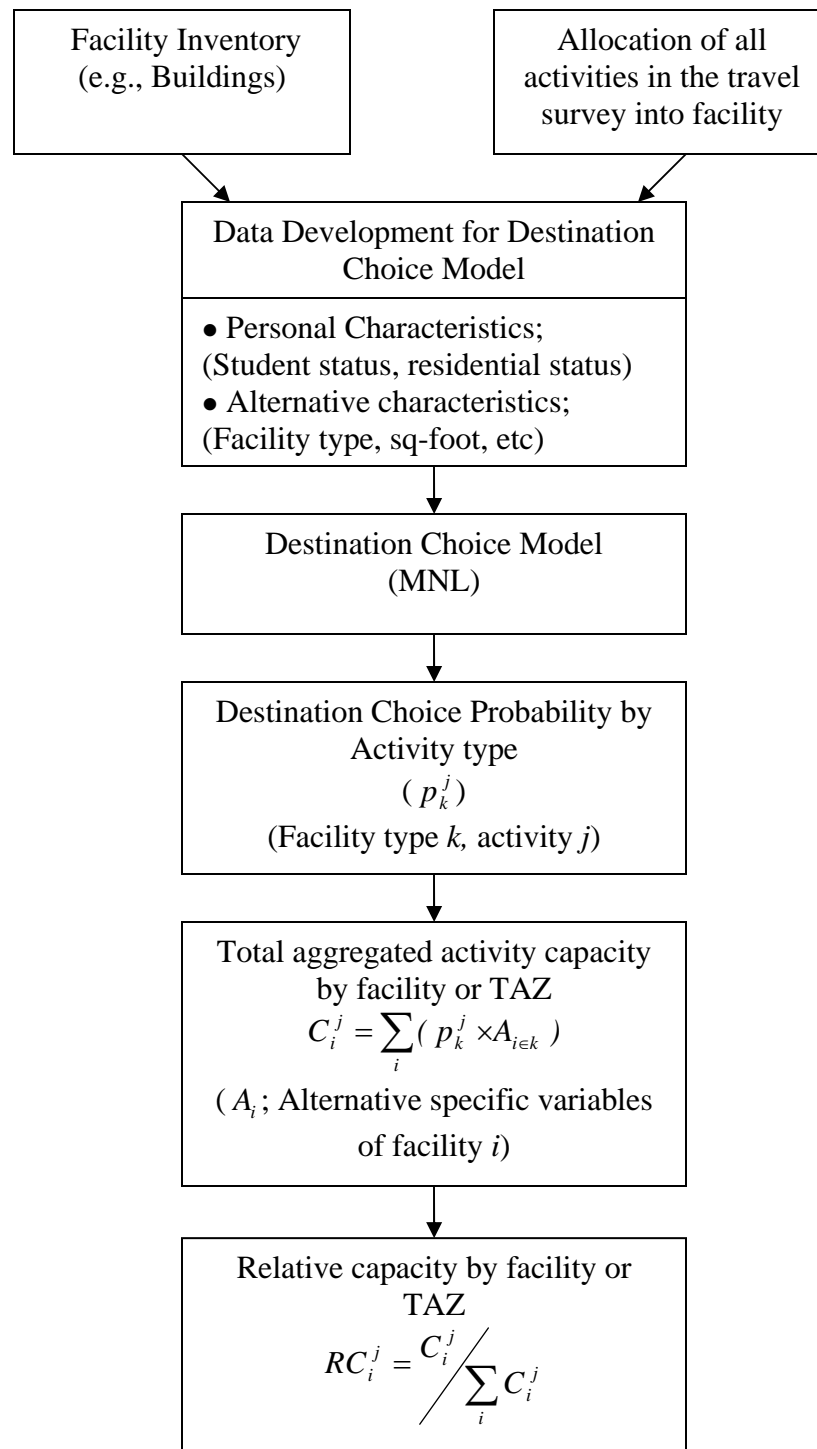 Facility Inventory
(e.g., Buildings)
Allocation of all
activities in the travel
survey into facility
Data Development for Destination
Choice Model
● Personal Characteristics;
(Student status, residential status)
● Alternative characteristics;
(Facility type, sq-foot, etc)
Destination Choice Model
(MNL)
Destination Choice Probability by
Activity type
( p_k^j )
(Facility type k, activity j)
Total aggregated activity capacity
by facility or TAZ
C_i^j = ∑_i ( p_k^j × A_{i∈k} )
( A_i ; Alternative specific variables
of facility i)
Relative capacity by facility or
TAZ
RC_i^j = C_i^j / ∑_i C_i^j